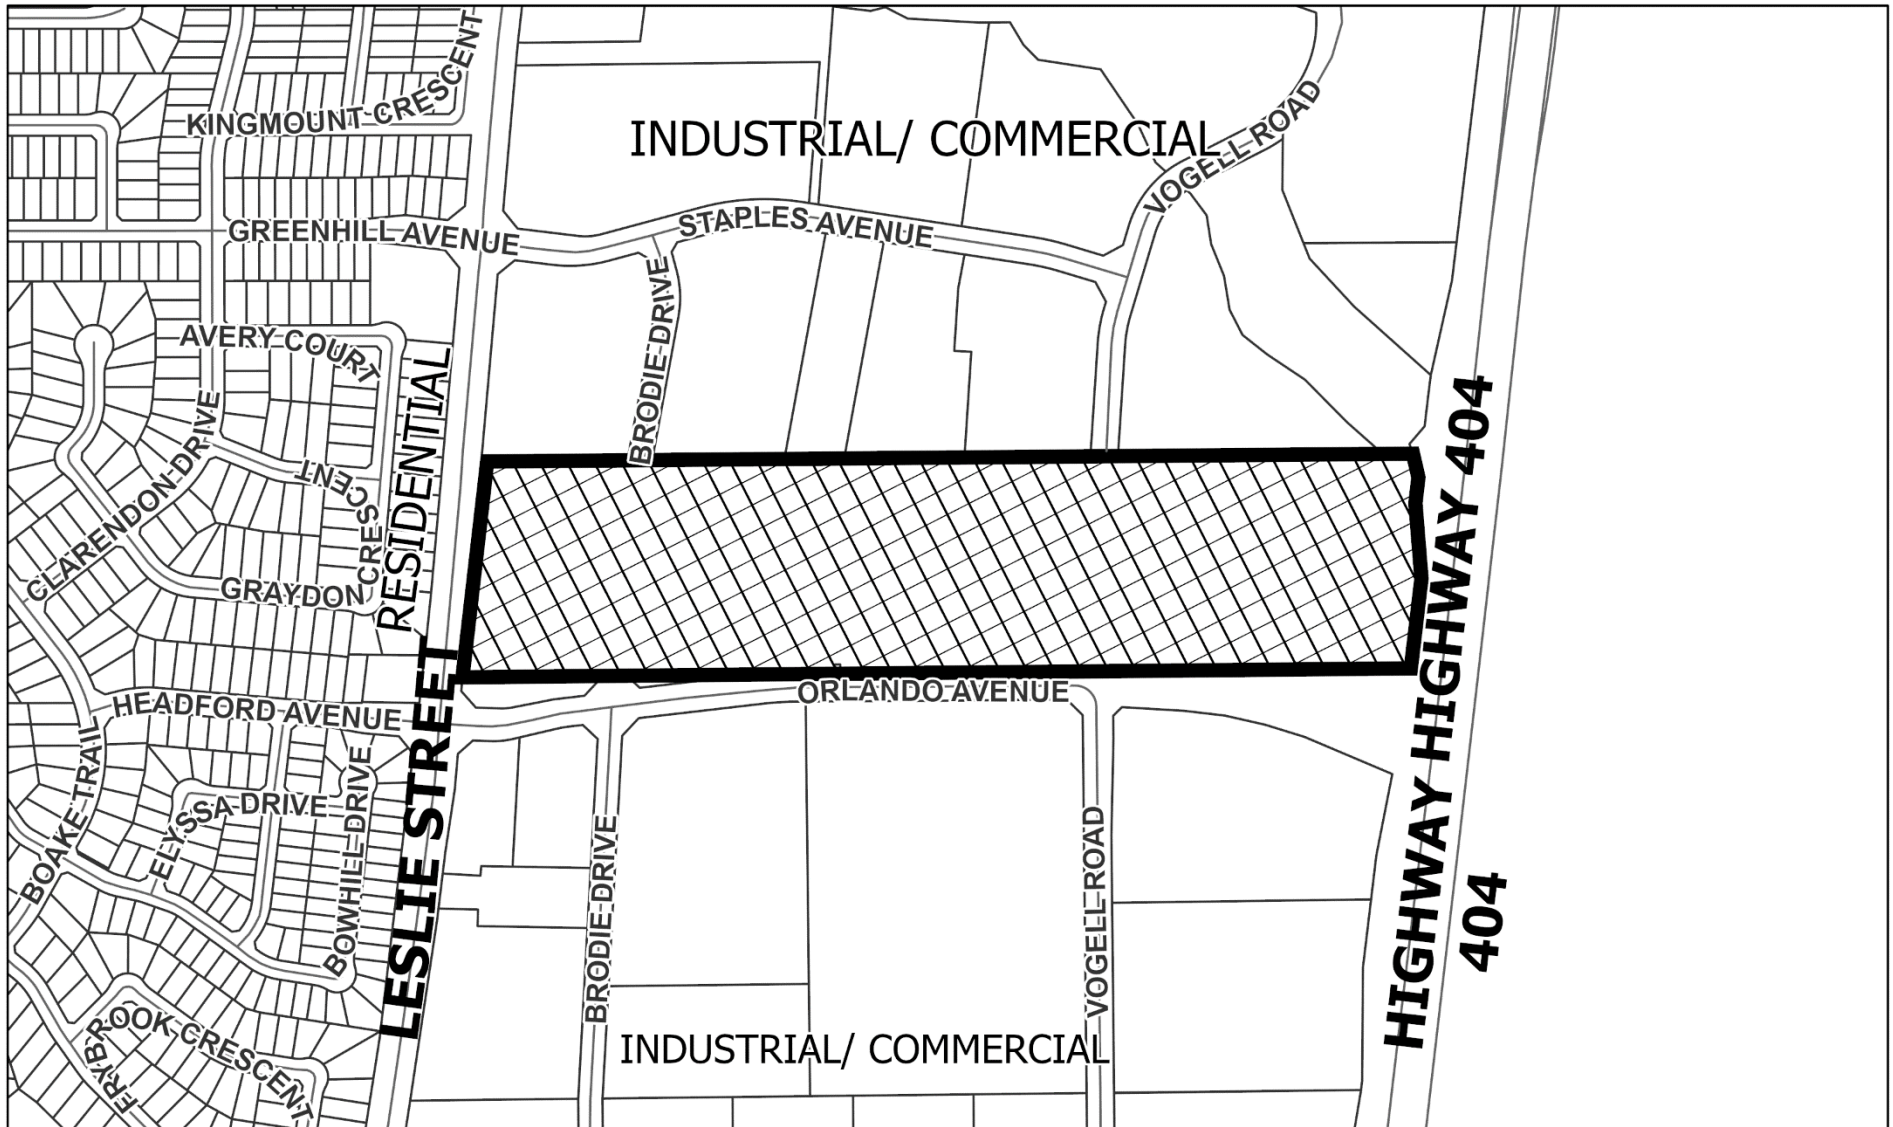 KINGMOUNT CRESCENT
INDUSTRIAL/ COMMERCIAL
VOGELL ROAD
GREENHILL AVENUE
STAPLES AVENUE
BRODIE DRIVE
AVERY COURT
RESIDENTIAL
CLARENDON DRIVE
GRAYDON CRESCENT
HIGHWAY 404
HIGHWAY
HEADFORD AVENUE
ORLANDO AVENUE
LESLIE STREET
BOAKE TRAIL
ELYSSA DRIVE
BOWHILL DRIVE
BRODIE DRIVE
VOGELL ROAD
404
FRYBROOK CRESCENT
INDUSTRIAL/ COMMERCIAL